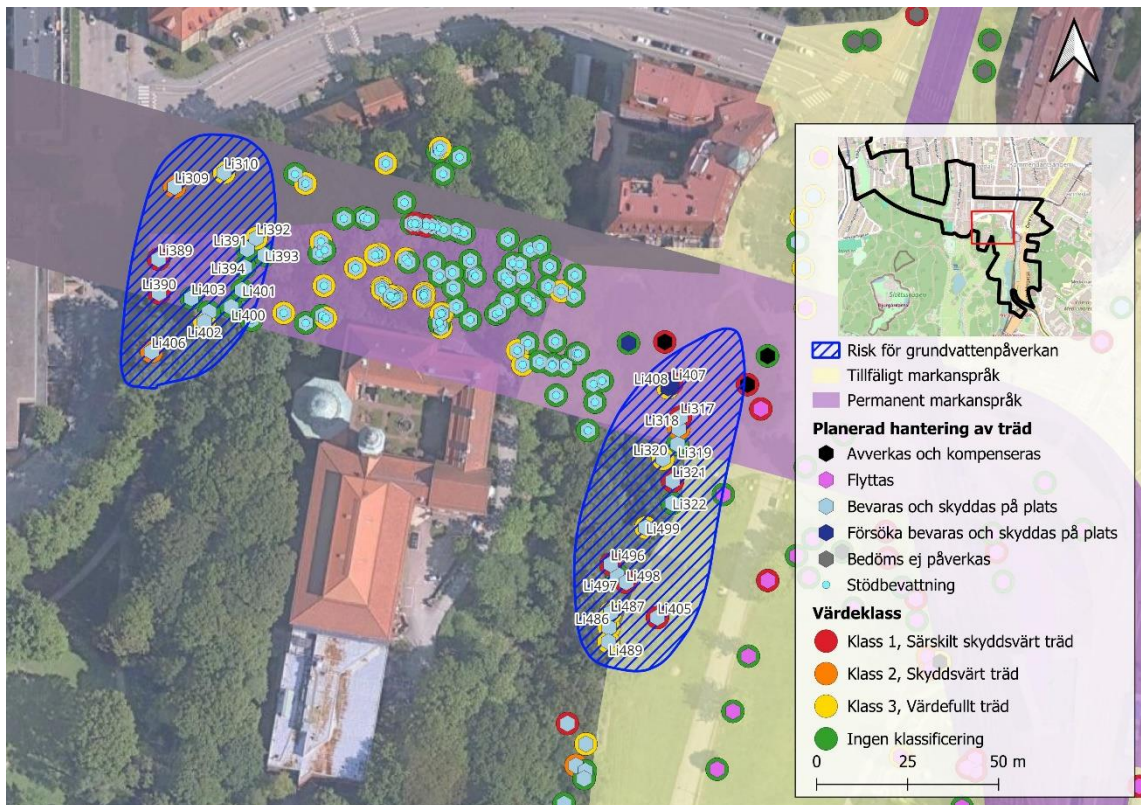 Li310
Li309
Li392
Li391
Li393
Li389
Li394
Li390
Li403
Li401
Li400
Li402
Li406
Li408
Li407
Li317
Li318
Li320
Li319
Li321
Li322
Li499
Li496
Li497
Li498
Li487
Li486
Li405
Li489
Risk för grundvattenpåverkan
Tillfäligt markanspråk
Permanent markanspråk
Planerad hantering av träd
Avverkas och kompenseras
Flyttas
Bevaras och skyddas på plats
Försöka bevaras och skyddas på plats
Bedöms ej påverkas
Stödbevattning
Värdeklass
Klass 1, Särskilt skyddsvärt träd
Klass 2, Skyddsvärt träd
Klass 3, Värdefullt träd
Ingen klassificering
0 25 50 m